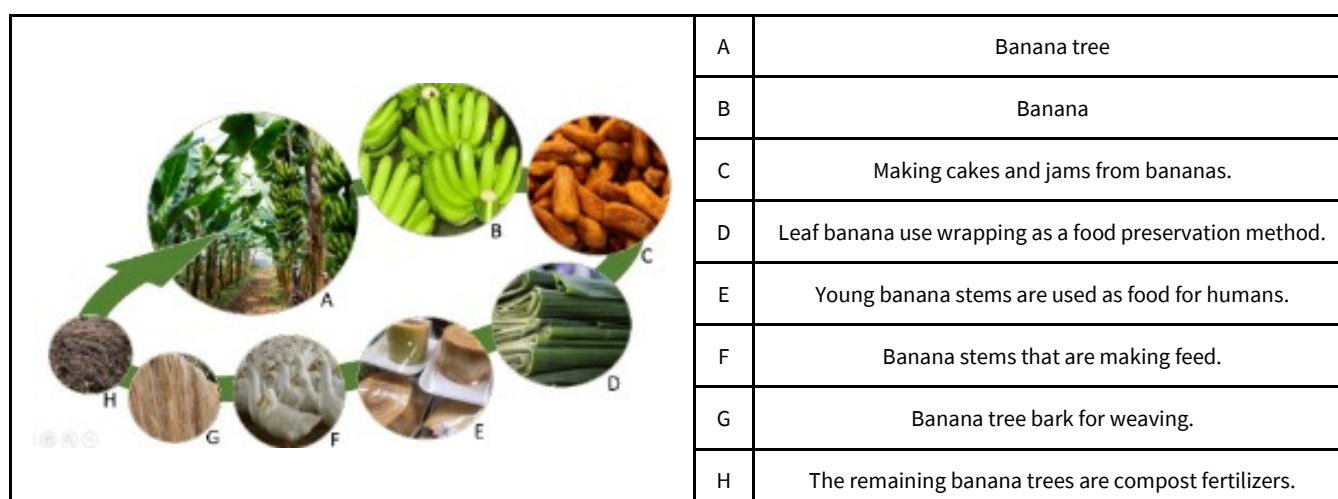 A
Banana tree
B
Banana
C
Making cakes and jams from bananas.
D
Leaf banana use wrapping as a food preservation method.
E
Young banana stems are used as food for humans.
F
Banana stems that are making feed.
G
Banana tree bark for weaving.
H
The remaining banana trees are compost fertilizers.
A
B
C
D
E
F
G
H